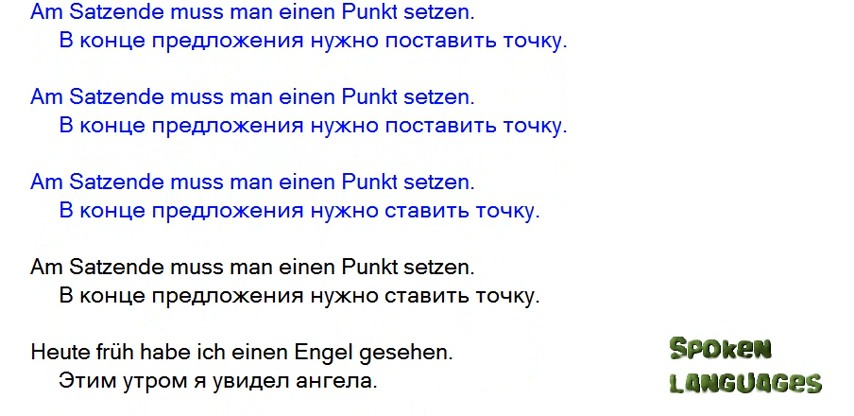 Am Satzende muss man einen Punkt setzen.
В конце предложения нужно поставить точку.
Am Satzende muss man einen Punkt setzen.
В конце предложения нужно поставить точку.
Am Satzende muss man einen Punkt setzen.
В конце предложения нужно ставить точку.
Am Satzende muss man einen Punkt setzen.
В конце предложения нужно ставить точку.
Heute früh habe ich einen Engel gesehen.
Этим утром я увидел ангела.
Spoken
Languages